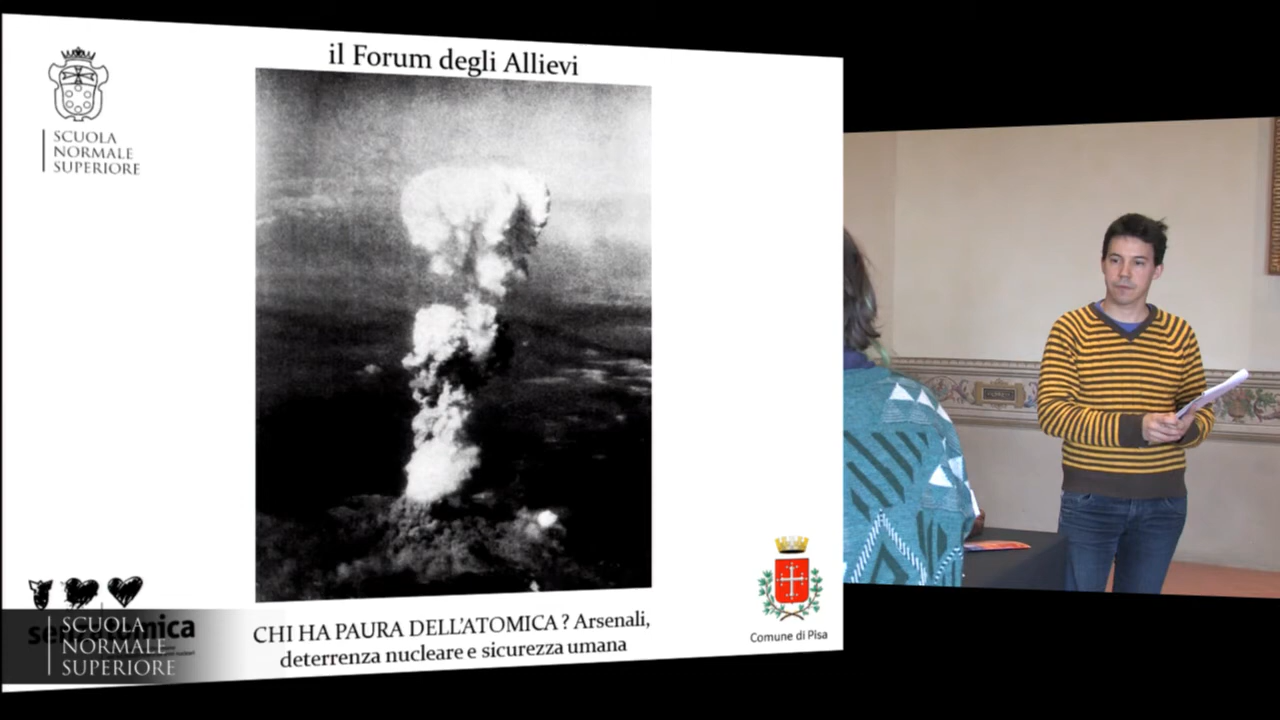 il Forum degli Allievi
SCUOLA
NORMALE
SUPERIORE
CHI HA PAURA DELL'ATOMICA ? Arsenali,
deterrenza nucleare e sicurezza umana
Comune di Pisa
SCUOLA
NORMALE
SUPERIORE